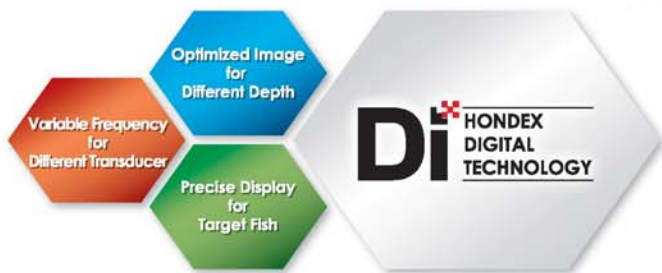 Optimized Image
for
Different Depth
Variable Frequency
for
Different Transducer
Precise Display
for
Target Fish
Di
HONDEX
DIGITAL
TECHNOLOGY